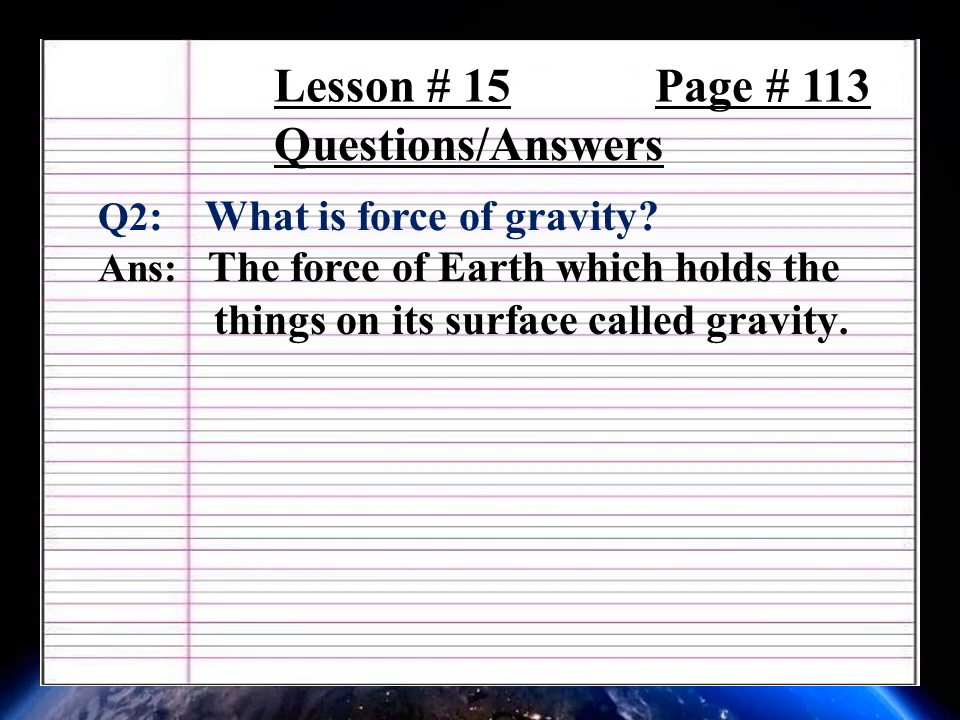 Lesson # 15 Page # 113
Questions/Answers
Q2: What is force of gravity?
Ans: The force of Earth which holds the
things on its surface called gravity.